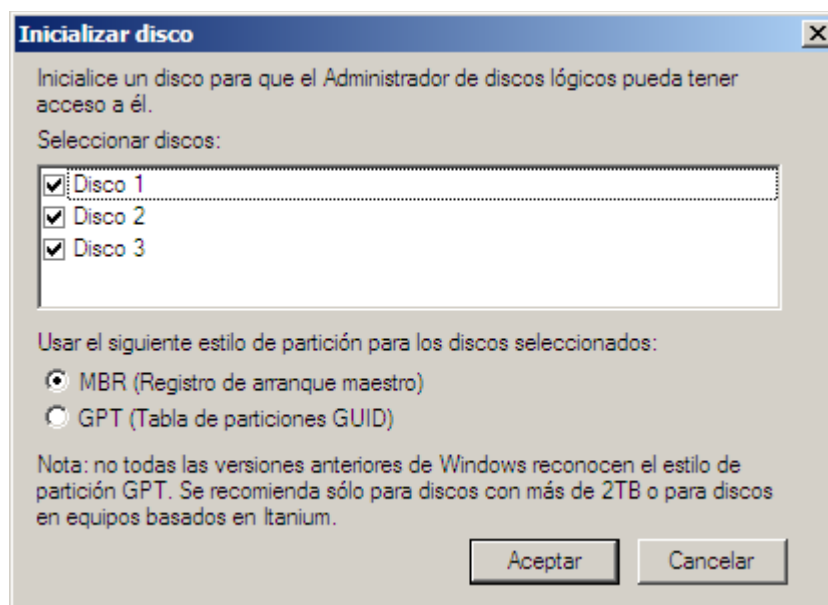 Inicializar disco
Inicialice un disco para que el Administrador de discos lógicos pueda tener
acceso a él.
Seleccionar discos:
Disco 1
Disco 2
Disco 3
Usar el siguiente estilo de partición para los discos seleccionados:
MBR (Registro de arranque maestro)
GPT (Tabla de particiones GUID)
Nota: no todas las versiones anteriores de Windows reconocen el estilo de
partición GPT. Se recomienda sólo para discos con más de 2TB o para discos
en equipos basados en Itanium.
Aceptar Cancelar